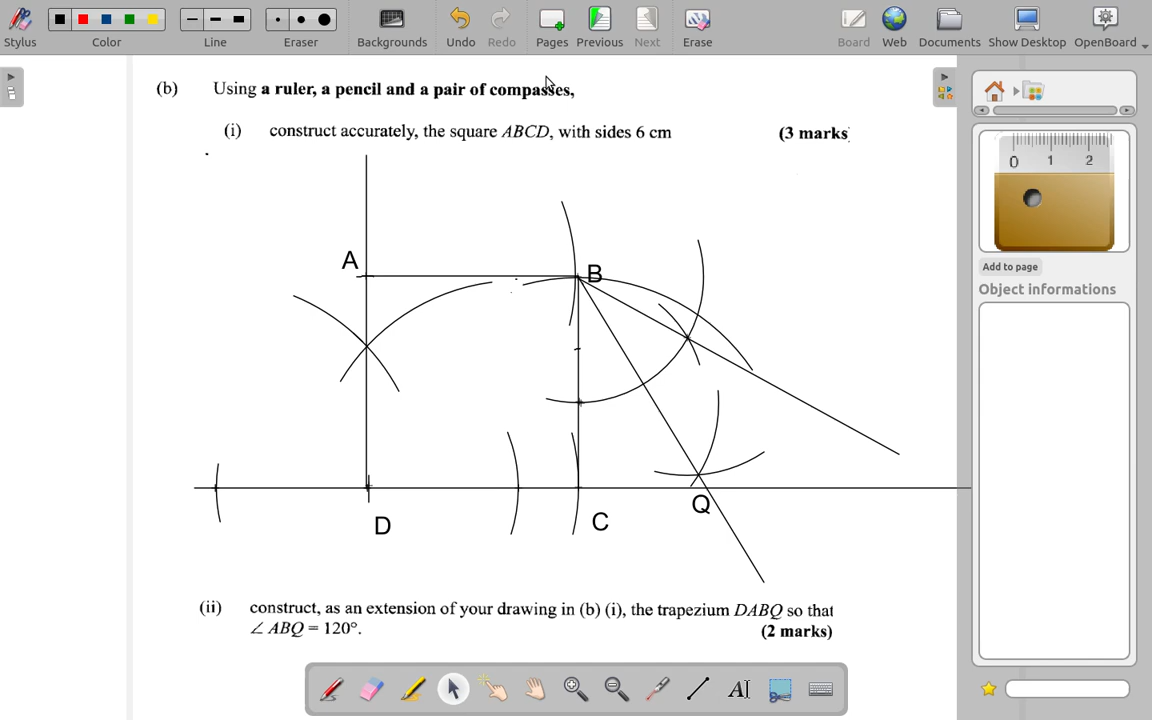 Stylus Color Line Eraser Backgrounds Undo Redo Pages Previous Next Erase Board Web Documents Show Desktop OpenBoard
(b) Using a ruler, a pencil and a pair of compasses,
(i) construct accurately, the square ABCD, with sides 6 cm (3 marks
0 1 2
A
B
Add to page
Object informations
Q
D
C
(ii) construct, as an extension of your drawing in (b) (i), the trapezium DABQ so that
∠ ABQ = 120°. (2 marks)
AI